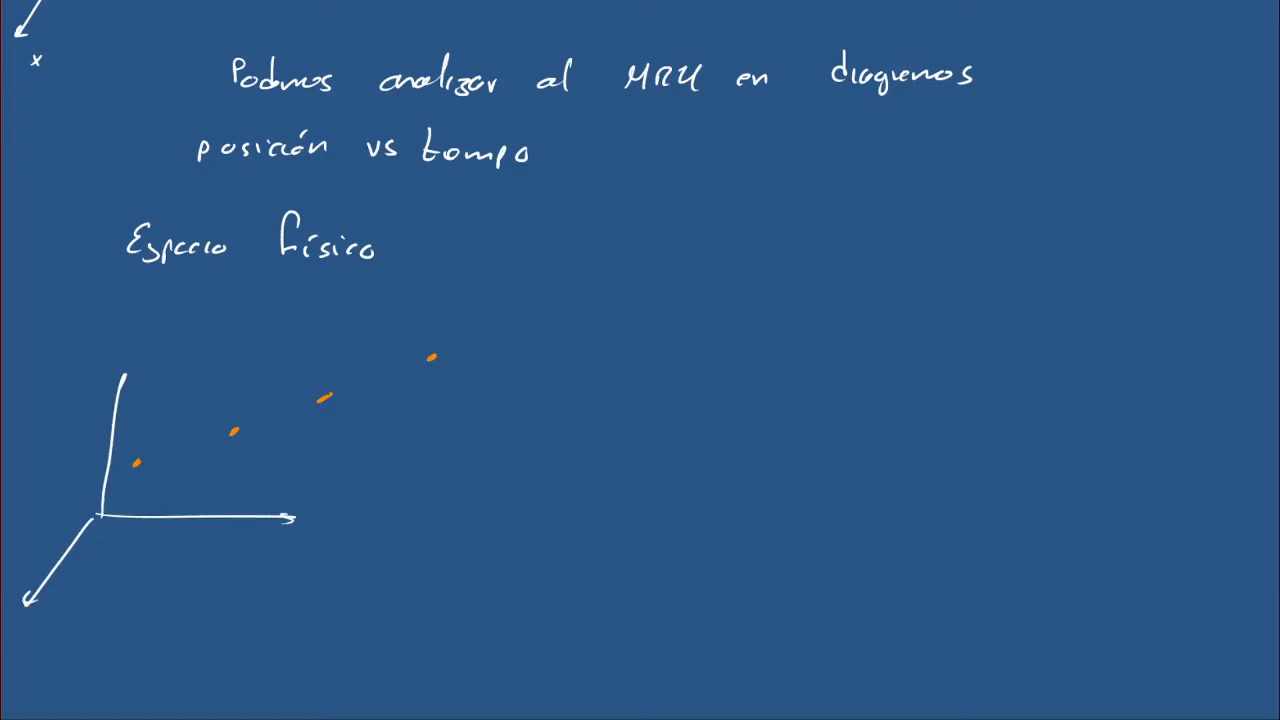 x
Podemos analizar al MRU en diagramas
posición vs tiempo
Espacio físico